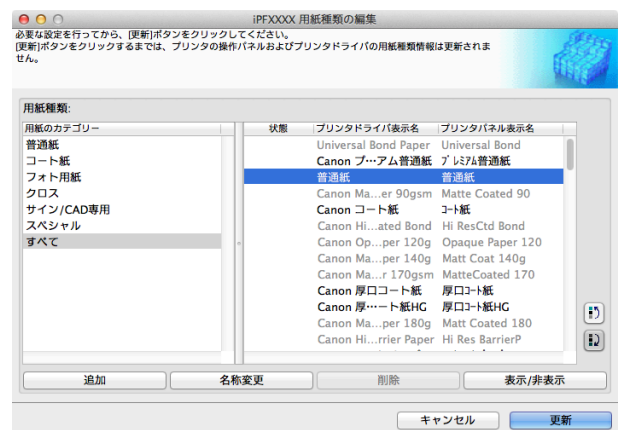 iPFXXXX 用紙種類の編集
必要な設定を行ってから、[更新]ボタンをクリックしてください。
[更新]ボタンをクリックするまでは、プリンタの操作パネルおよびプリンタドライバの用紙種類情報は更新されま
せん。
用紙種類:
用紙のカテゴリー 状態 プリンタドライバ表示名 プリンタパネル表示名
普通紙 Universal Bond Paper Universal Bond
コート紙 Canon プ…アム普通紙 プレミアム普通紙
フォト用紙 普通紙 普通紙
クロス Canon Ma…er 90gsm Matte Coated 90
サイン/CAD専用 Canon コート紙 コート紙
スペシャル Canon Hi…ated Bond Hi ResCtd Bond
すべて Canon Op…per 120g Opaque Paper 120
Canon Ma…per 140g Matt Coat 140g
Canon Ma…r 170gsm MatteCoated 170
Canon 厚口コート紙 厚口コート紙
Canon 厚…ート紙HG 厚口コート紙HG
Canon Ma…per 180g Matt Coated 180
Canon Hi…rrier Paper Hi Res BarrierP
追加 名称変更 削除 表示/非表示
キャンセル 更新